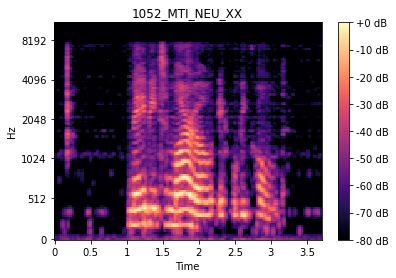 1052_MTI_NEU_XX
8192
4096
2048
1024
512
0
Hz
0 0.5 1 1.5 2 2.5 3 3.5
Time
+0 dB
-10 dB
-20 dB
-30 dB
-40 dB
-50 dB
-60 dB
-70 dB
-80 dB